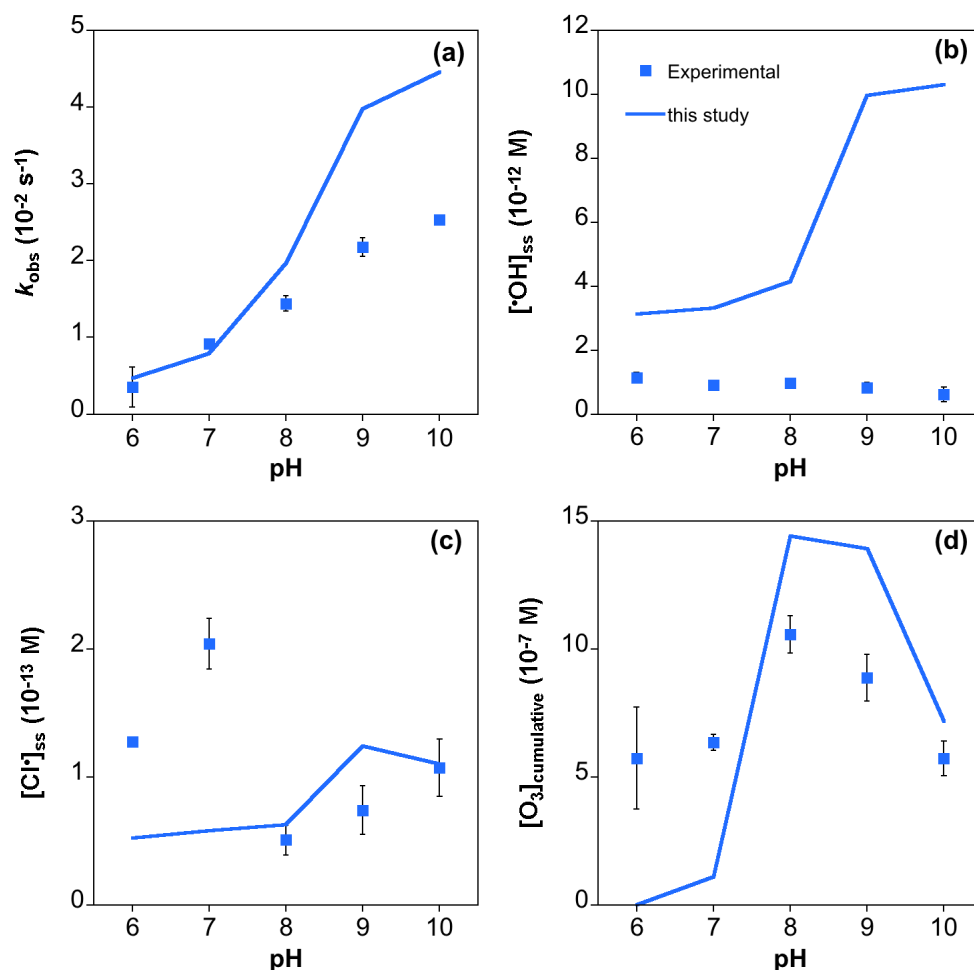 (a)
5
4
3
2
1
0
k_obs (10⁻² s⁻¹)
6 7 8 9 10
pH
(b)
Experimental
this study
12
10
8
6
4
2
0
[•OH]ss (10⁻¹² M)
6 7 8 9 10
pH
(c)
3
2
1
0
[Cl•]ss (10⁻¹³ M)
6 7 8 9 10
pH
(d)
15
10
5
0
[O₃]cumulative (10⁻⁷ M)
6 7 8 9 10
pH